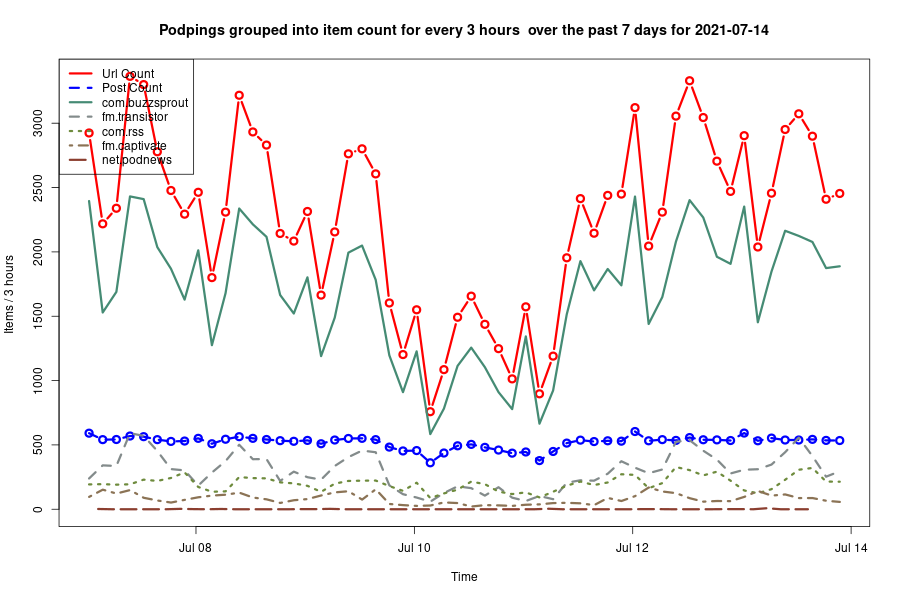 Podpings grouped into item count for every 3 hours  over the past 7 days for 2021-07-14
Url Count
Post Count
com.buzzsprout
fm.transistor
com.rss
fm.captivate
net.podnews
Items / 3 hours
3000
2500
2000
1500
1000
500
0
Jul 08
Jul 10
Jul 12
Jul 14
Time